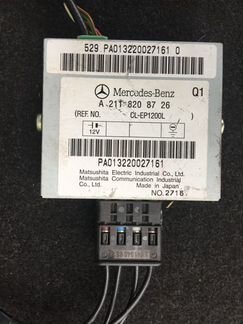 529 PA013220027161 0
Mercedes-Benz Q1
A 211 820 87 26
(REF. NO. CL-EP1200L )
12V
PA013220027161
Matsushita Electric Industrial Co., Ltd.
Matsushita Communication Industrial Co., Ltd.
Made in Japan
NO. 2716